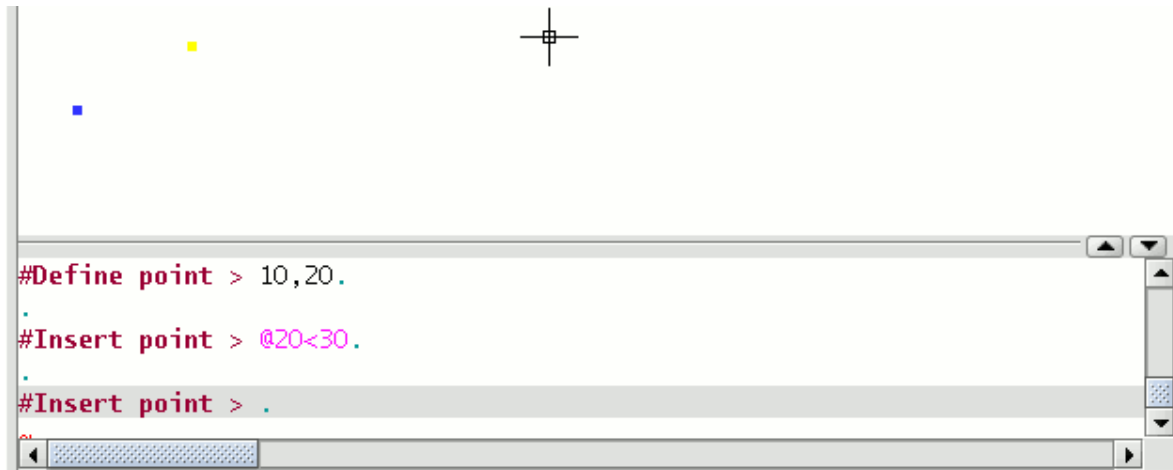 #Define point > 10,20.
.
#Insert point > @20<30.
.
#Insert point > .